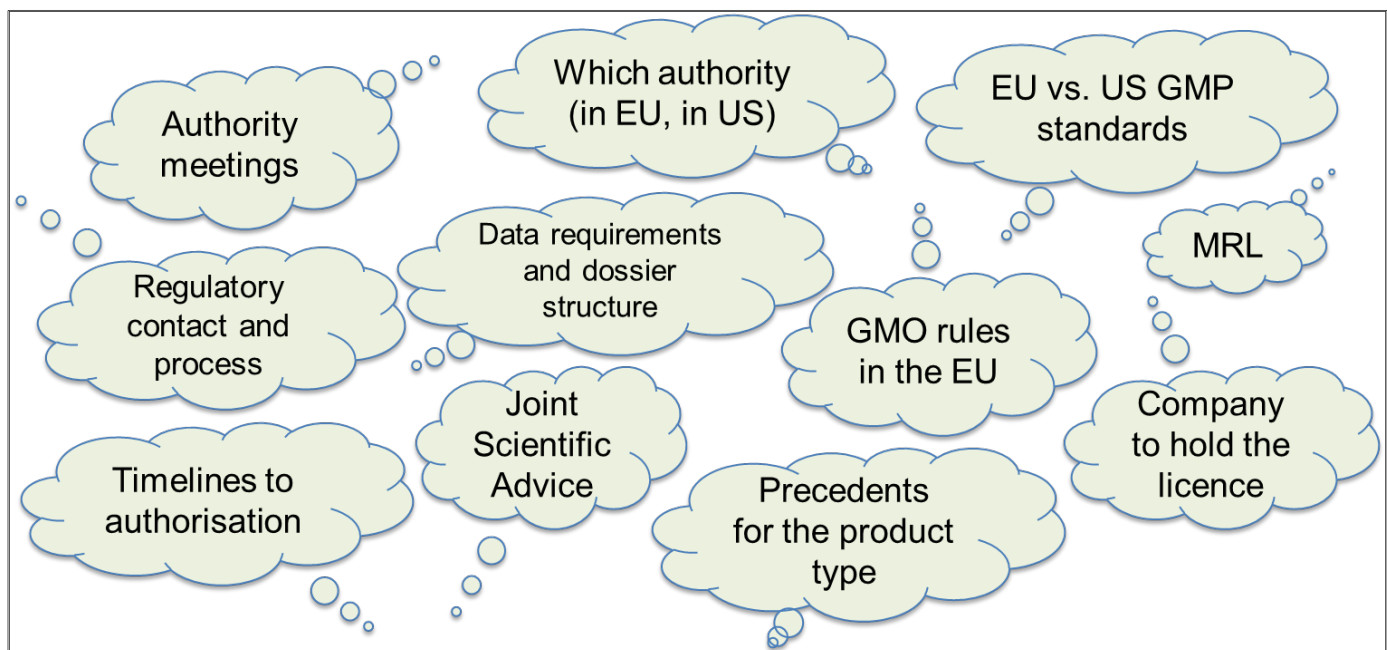 Authority
meetings
Which authority
(in EU, in US)
EU vs. US GMP
standards
Regulatory
contact and
process
Data requirements
and dossier
structure
GMO rules
in the EU
MRL
Timelines to
authorisation
Joint
Scientific
Advice
Precedents
for the product
type
Company
to hold the
licence